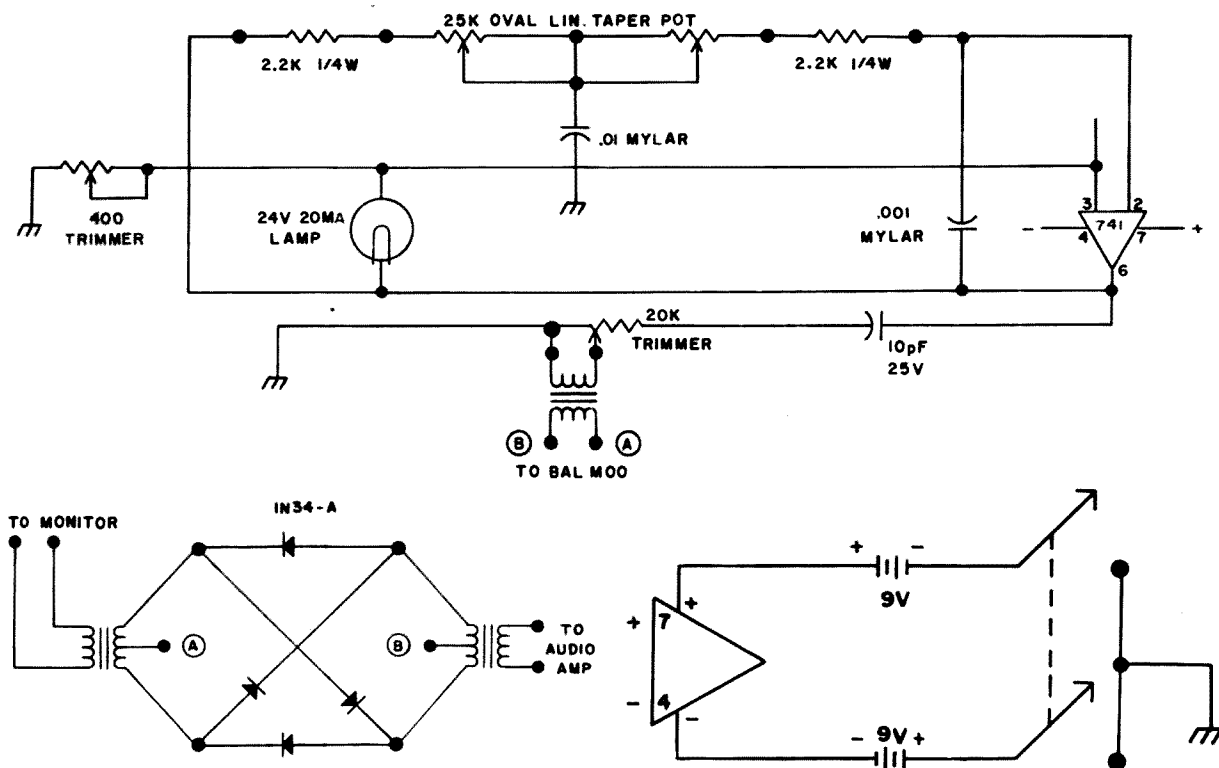 25K OVAL LIN. TAPER POT
2.2K 1/4W
2.2K 1/4W
.01 MYLAR
400
TRIMMER
24V 20MA
LAMP
.001
MYLAR
3
2
-
4
741
7
+
6
20K
TRIMMER
10pF
25V
B
A
TO BAL MOO
IN34-A
TO MONITOR
A
B
TO
AUDIO
AMP
+
7
+
-
4
-
+
-
9V
-
9V
+